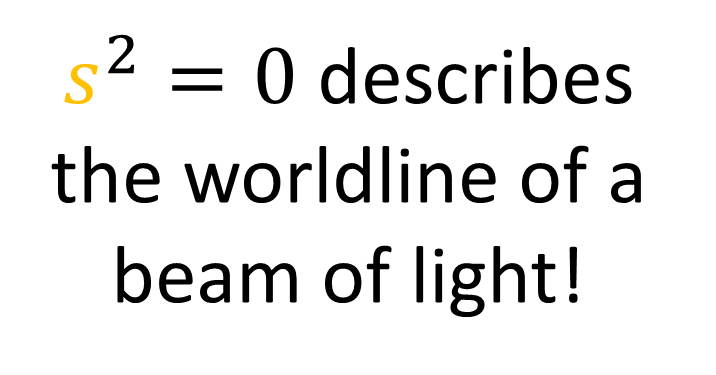 s² = 0 describes
the worldline of a
beam of light!